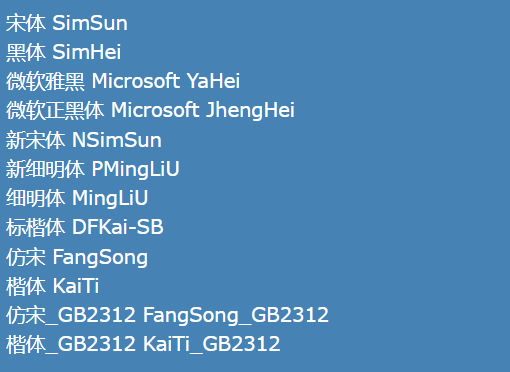 宋体 SimSun
黑体 SimHei
微软雅黑 Microsoft YaHei
微软正黑体 Microsoft JhengHei
新宋体 NSimSun
新细明体 PMingLiU
细明体 MingLiU
标楷体 DFKai-SB
仿宋 FangSong
楷体 KaiTi
仿宋_GB2312 FangSong_GB2312
楷体_GB2312 KaiTi_GB2312